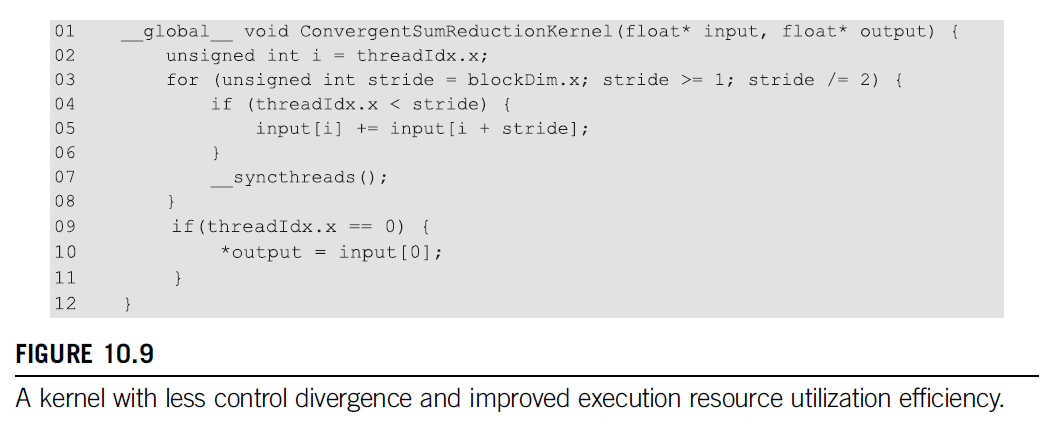 01 __global__ void ConvergentSumReductionKernel(float* input, float* output) {
02     unsigned int i = threadIdx.x;
03     for (unsigned int stride = blockDim.x; stride >= 1; stride /= 2) {
04         if (threadIdx.x < stride) {
05             input[i] += input[i + stride];
06         }
07         __syncthreads();
08     }
09     if(threadIdx.x == 0) {
10         *output = input[0];
11     }
12 }
FIGURE 10.9
A kernel with less control divergence and improved execution resource utilization efficiency.